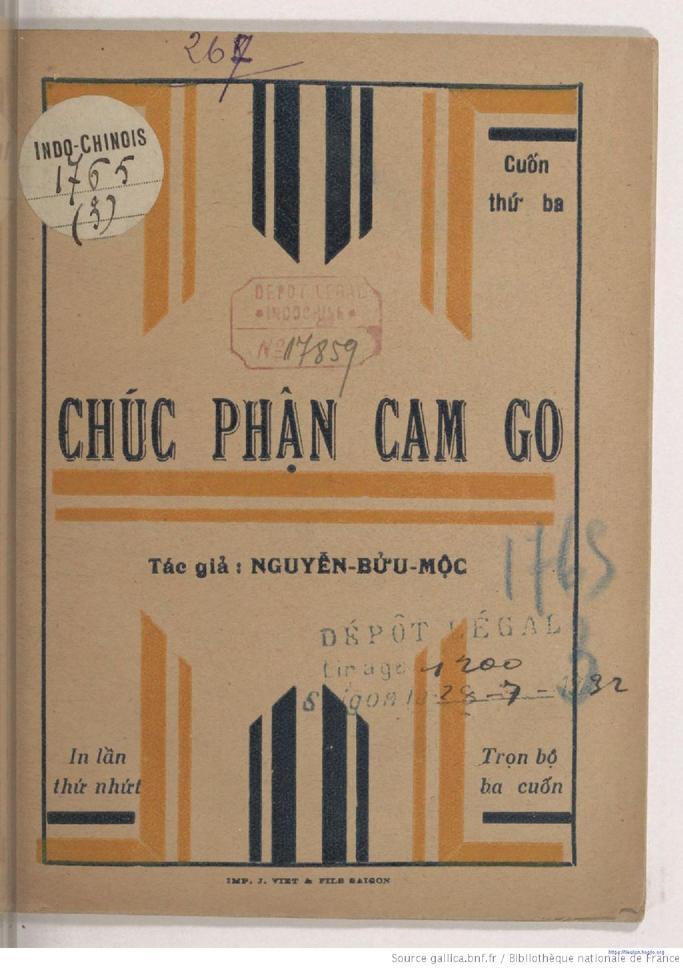 267
INDO-CHINOIS
1765
(3)
Cuốn
thứ ba
DÉPOT LÉGAL
INDOCHINE
No 17859
CHÚC PHẬN CAM GO
Tác giả : NGUYỄN-BỬU-MỘC
1765
3
DÉPÔT LÉGAL
Tirage 1200
Saigon le 28-7-1932
In lần
thứ nhứt
Trọn bộ
ba cuốn
IMP. J. VIET & FILS SAIGON
Source gallica.bnf.fr / Bibliothèque nationale de France